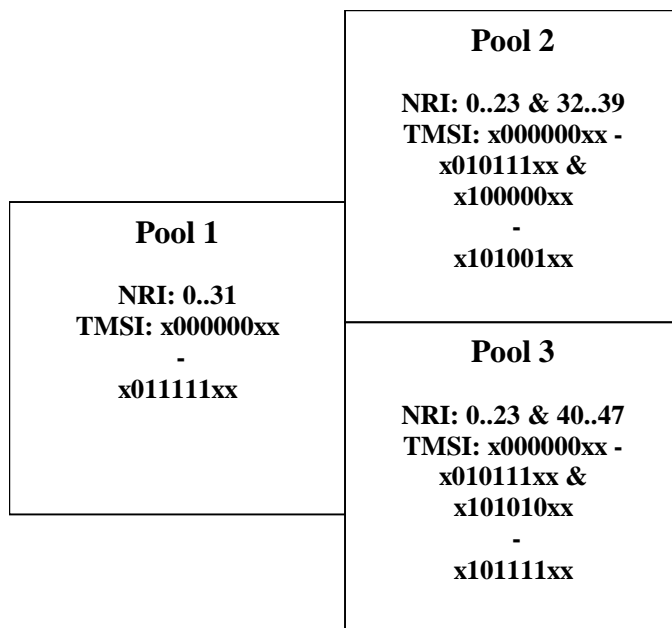 Pool 2
NRI: 0..23 & 32..39
TMSI: x000000xx -
x010111xx &
x100000xx
-
x101001xx
Pool 1
NRI: 0..31
TMSI: x000000xx
-
x011111xx
Pool 3
NRI: 0..23 & 40..47
TMSI: x000000xx -
x010111xx &
x101010xx
-
x101111xx